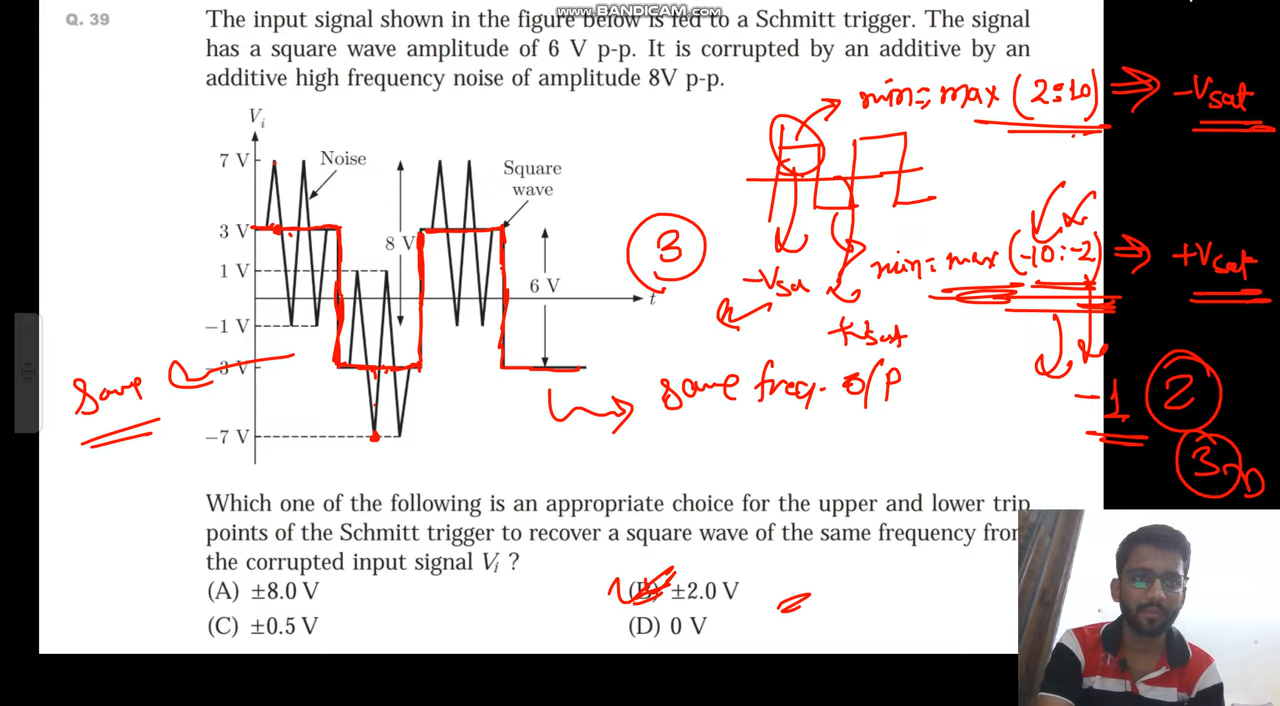 www.BANDICAM.com
Q. 39
The input signal shown in the figure below is fed to a Schmitt trigger. The signal
has a square wave amplitude of 6 V p-p. It is corrupted by an additive by an
additive high frequency noise of amplitude 8V p-p.
min = max (2 : 10) ⇒ -Vsat
Vi
7 V
Noise
Square
wave
3 V
8 V
3
1 V
6 V
t
-Vsa
min = max (-10 : -2) ⇒ +Vsat
−1 V
+Vsat
−3 V
same
same freq. O/P
-1
2
3
−7 V
Which one of the following is an appropriate choice for the upper and lower trip
points of the Schmitt trigger to recover a square wave of the same frequency from
the corrupted input signal Vi ?
(A) ±8.0 V
(B) ±2.0 V
(C) ±0.5 V
(D) 0 V